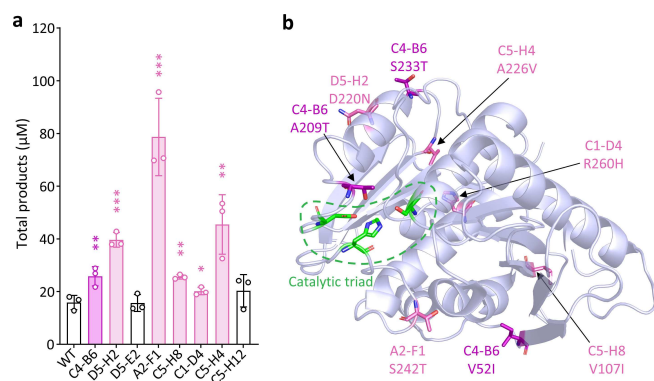 a
Total products (µM)
120
100
80
60
40
20
0
**
***
***
**
*
**
WT
C4-B6
D5-H2
D5-E2
A2-F1
C5-H8
C1-D4
C5-H4
C5-H12
b
C4-B6
S233T
C5-H4
A226V
D5-H2
D220N
C4-B6
A209T
C1-D4
R260H
Catalytic triad
A2-F1
S242T
C4-B6
V52I
C5-H8
V107I